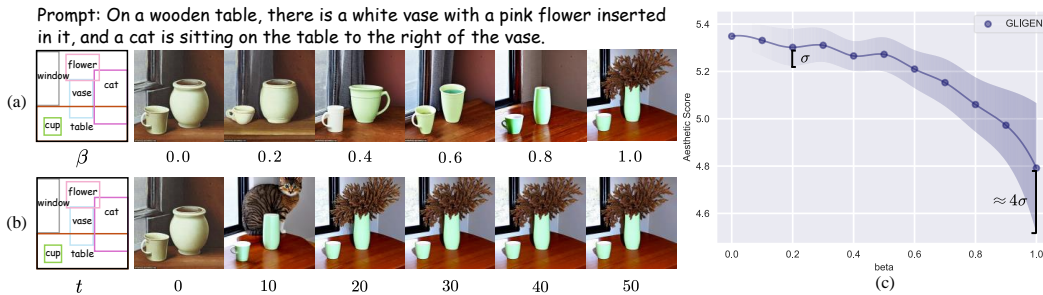 Prompt: On a wooden table, there is a white vase with a pink flower inserted
in it, and a cat is sitting on the table to the right of the vase.
(a)
flower
window
cat
vase
cup
table
β
0.0
0.2
0.4
0.6
0.8
1.0
(b)
flower
window
cat
vase
cup
table
t
0
10
20
30
40
50
GLIGEN
Aesthetic Score
5.4
5.2
5.0
4.8
4.6
σ
≈ 4σ
0.0
0.2
0.4
0.6
0.8
1.0
beta
(c)